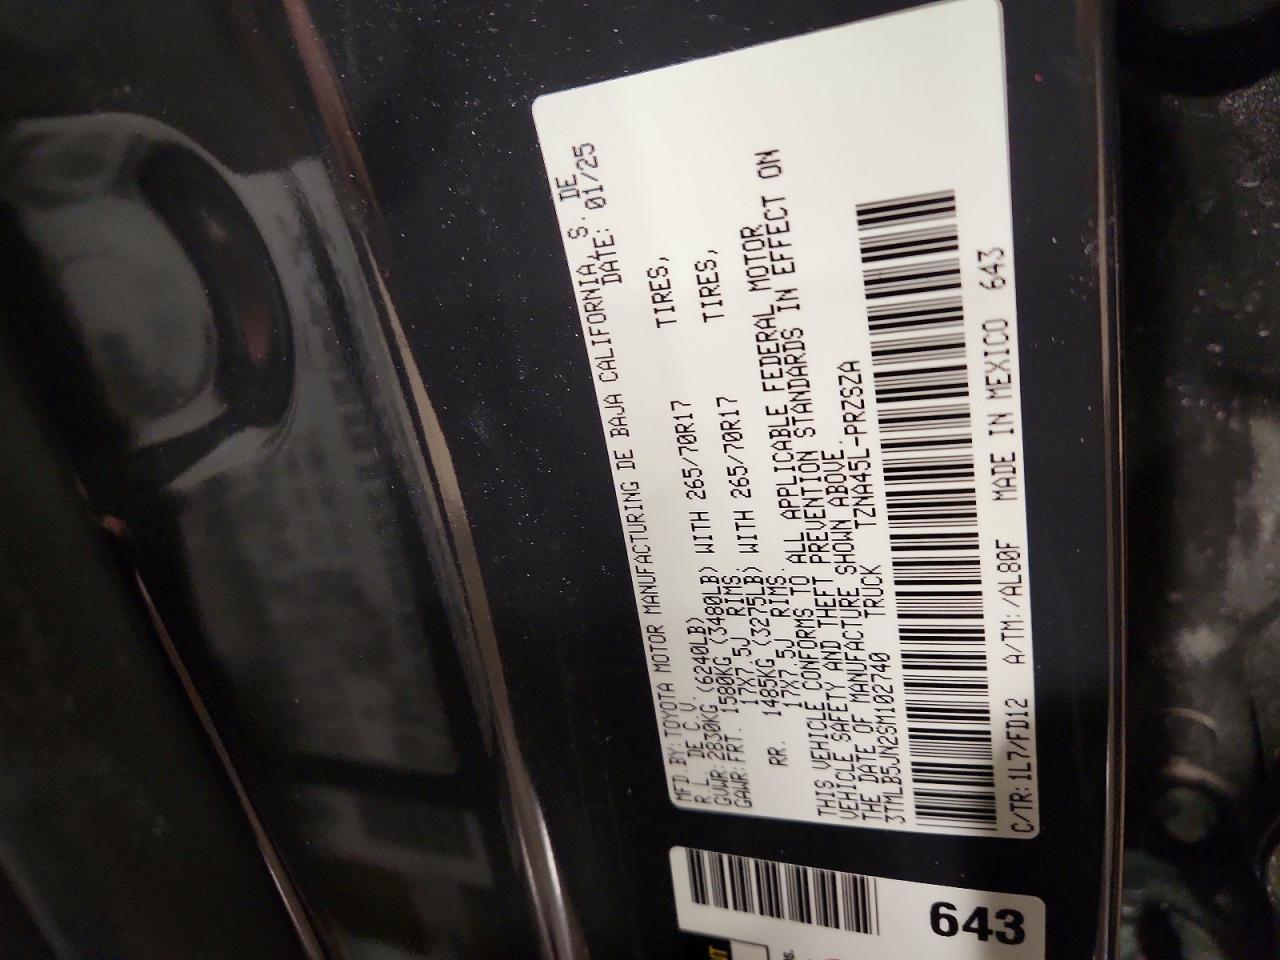 MFD BY: TOYOTA MOTOR MANUFACTURING DE BAJA CALIFORNIA, S. DE
R.L. DE C.V. DATE: 01/25
GVWR: 2830KG (6240LB)
GAWR: FRT. 1580KG (3480LB) WITH 265/70R17 TIRES,
17X7.5J RIMS.
RR. 1485KG (3275LB) WITH 265/70R17 TIRES,
17X7.5J RIMS.
THIS VEHICLE CONFORMS TO ALL APPLICABLE FEDERAL MOTOR
VEHICLE SAFETY AND THEFT PREVENTION STANDARDS IN EFFECT ON
THE DATE OF MANUFACTURE SHOWN ABOVE.
3TMLB5JN2SM102740 TRUCK TZNA45L-PRZSZA
C/TR: 1L7/FD12 A/TM: /AL80F MADE IN MEXICO 643
643